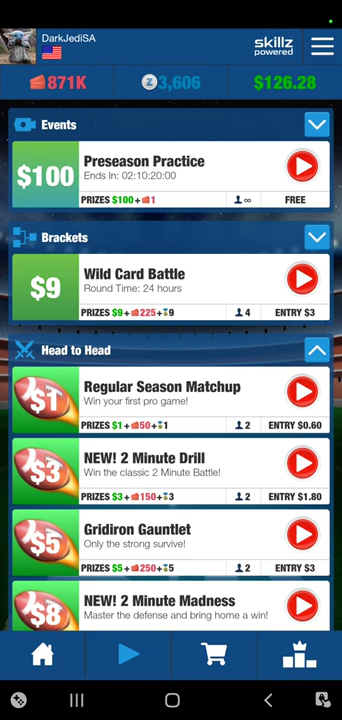 DarkJediSA
skillz
powered
871K
Z 3,606
$126.28
Events
$100
Preseason Practice
Ends In: 02:10:20:00
PRIZES $100+1
∞
FREE
Brackets
$9
Wild Card Battle
Round Time: 24 hours
PRIZES $9+225+9
4
ENTRY $3
Head to Head
$1
Regular Season Matchup
Win your first pro game!
PRIZES $1+50+1
2
ENTRY $0.60
$3
NEW! 2 Minute Drill
Win the classic 2 Minute Battle!
PRIZES $3+150+3
2
ENTRY $1.80
$5
Gridiron Gauntlet
Only the strong survive!
PRIZES $5+250+5
2
ENTRY $3
$8
NEW! 2 Minute Madness
Master the defense and bring home a win!